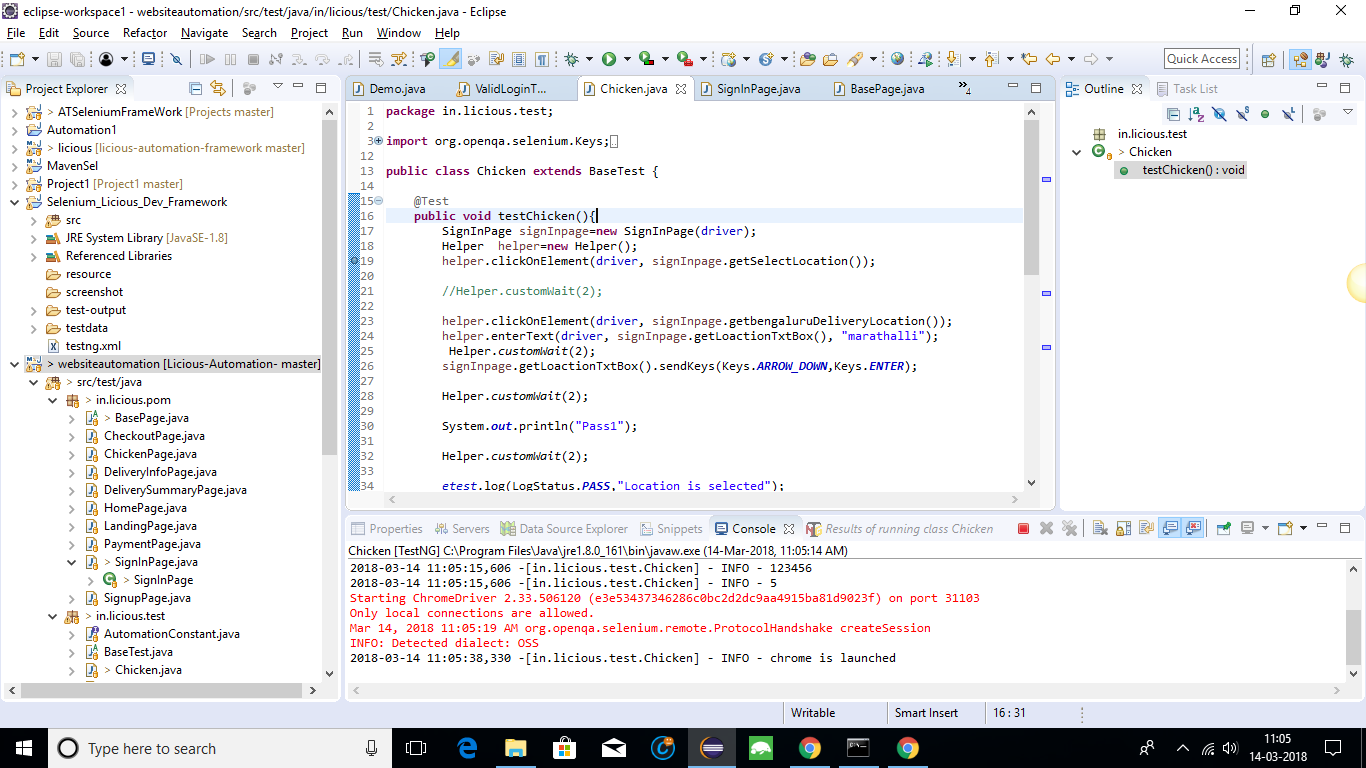 eclipse-workspace1 - websiteautomation/src/test/java/in/licious/test/Chicken.java - Eclipse
File Edit Source Refactor Navigate Search Project Run Window Help
Quick Access
Project Explorer
> ATSeleniumFrameWork [Projects master]
Automation1
> licious [licious-automation-framework master]
MavenSel
Project1 [Project1 master]
Selenium_Licious_Dev_Framework
src
JRE System Library [JavaSE-1.8]
Referenced Libraries
resource
screenshot
test-output
testdata
testng.xml
> websiteautomation [Licious-Automation- master]
> src/test/java
> in.licious.pom
> BasePage.java
CheckoutPage.java
ChickenPage.java
DeliveryInfoPage.java
DeliverySummaryPage.java
HomePage.java
LandingPage.java
PaymentPage.java
> SignInPage.java
> SignInPage
SignupPage.java
> in.licious.test
AutomationConstant.java
BaseTest.java
> Chicken.java
Demo.java ValidLoginT... Chicken.java SignInPage.java BasePage.java »4
1 package in.licious.test;
2
3 import org.openqa.selenium.Keys;
12
13 public class Chicken extends BaseTest {
14
15 @Test
16 public void testChicken(){
17 SignInPage signInpage=new SignInPage(driver);
18 Helper helper=new Helper();
19 helper.clickOnElement(driver, signInpage.getSelectLocation());
20
21 //Helper.customWait(2);
22
23 helper.clickOnElement(driver, signInpage.getbengaluruDeliveryLocation());
24 helper.enterText(driver, signInpage.getLoactionTxtBox(), "marathalli");
25 Helper.customWait(2);
26 signInpage.getLoactionTxtBox().sendKeys(Keys.ARROW_DOWN,Keys.ENTER);
27
28 Helper.customWait(2);
29
30 System.out.println("Pass1");
31
32 Helper.customWait(2);
33
34 etest.log(LogStatus.PASS,"Location is selected");
Outline Task List
in.licious.test
> Chicken
testChicken() : void
Properties Servers Data Source Explorer Snippets Console Results of running class Chicken
Chicken [TestNG] C:\Program Files\Java\jre1.8.0_161\bin\javaw.exe (14-Mar-2018, 11:05:14 AM)
2018-03-14 11:05:15,606 -[in.licious.test.Chicken] - INFO - 123456
2018-03-14 11:05:15,606 -[in.licious.test.Chicken] - INFO - 5
Starting ChromeDriver 2.33.506120 (e3e53437346286c0bc2d2dc9aa4915ba81d9023f) on port 31103
Only local connections are allowed.
Mar 14, 2018 11:05:19 AM org.openqa.selenium.remote.ProtocolHandshake createSession
INFO: Detected dialect: OSS
2018-03-14 11:05:38,330 -[in.licious.test.Chicken] - INFO - chrome is launched
Writable Smart Insert 16 : 31
Type here to search
11:05
14-03-2018